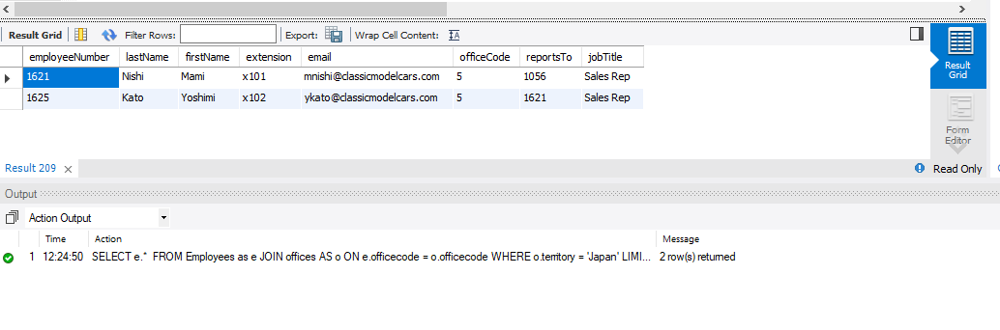 Result Grid Filter Rows: Export: Wrap Cell Content:
employeeNumber lastName firstName extension email officeCode reportsTo jobTitle
1621 Nishi Mami x101 mnishi@classicmodelcars.com 5 1056 Sales Rep
1625 Kato Yoshimi x102 ykato@classicmodelcars.com 5 1621 Sales Rep
Result
Grid
Form
Editor
Result 209 Read Only
Output
Action Output
Time Action Message
1 12:24:50 SELECT e.* FROM Employees as e JOIN offices AS o ON e.officecode = o.officecode WHERE o.territory = 'Japan' LIMI... 2 row(s) returned